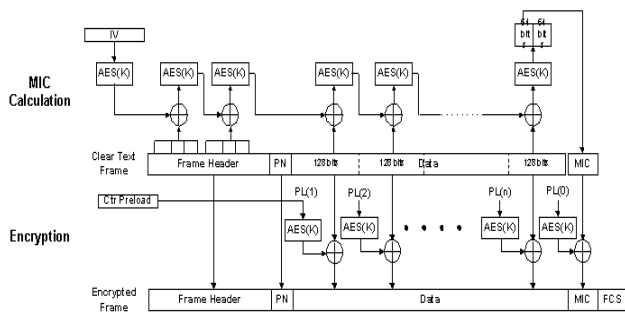 IV
64 bits
64 bits
AES(K)
AES(K)
AES(K)
AES(K)
AES(K)
AES(K)
MIC
Calculation
Clear Text
Frame
Frame Header
PN
128 bits
128 bits
Data
128 bits
MIC
Ctr Preload
PL(1)
PL(2)
PL(n)
PL(0)
AES(K)
AES(K)
AES(K)
AES(K)
Encryption
Encrypted
Frame
Frame Header
PN
Data
MIC
FCS